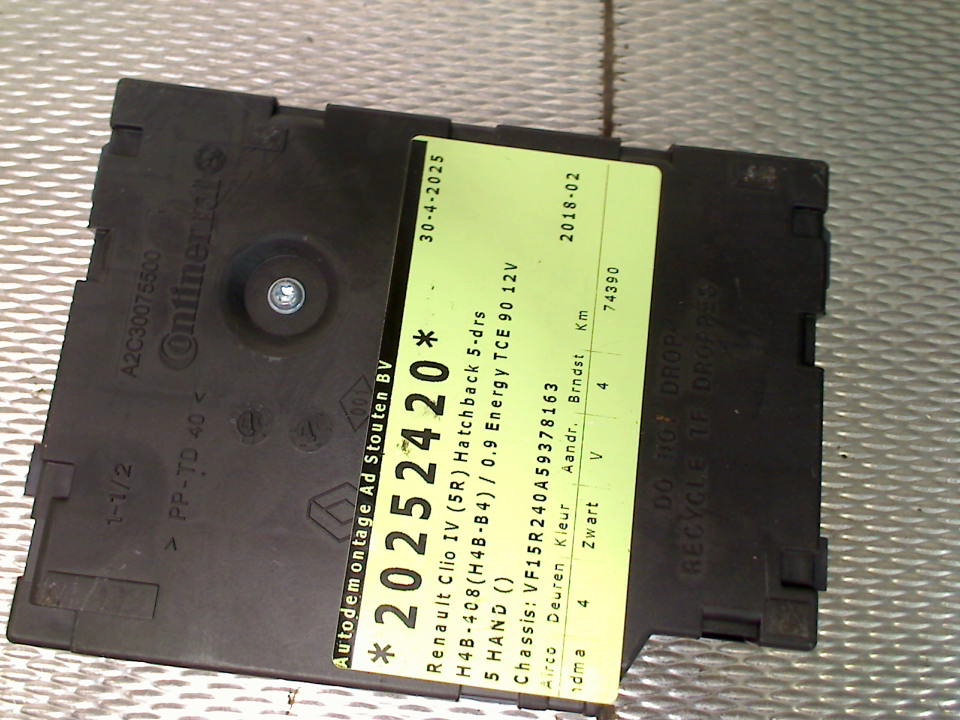 A2C30075500
Continental
1-1/2
> PP-TD 40 <
001
Autodemontage Ad Stouten BV
30-4-2025
* 20252420 *
Renault Clio IV (5R) Hatchback 5-drs
H4B-408(H4B-B4) / 0.9 Energy TCE 90 12V
5 HAND ()
2018-02
Chassis: VF15R240A59378163
Airco Deuren Kleur Aandr. Brndst Km
4 Zwart V 4 74390
DO NOT DROP.
RECYCLE IF DROPPED